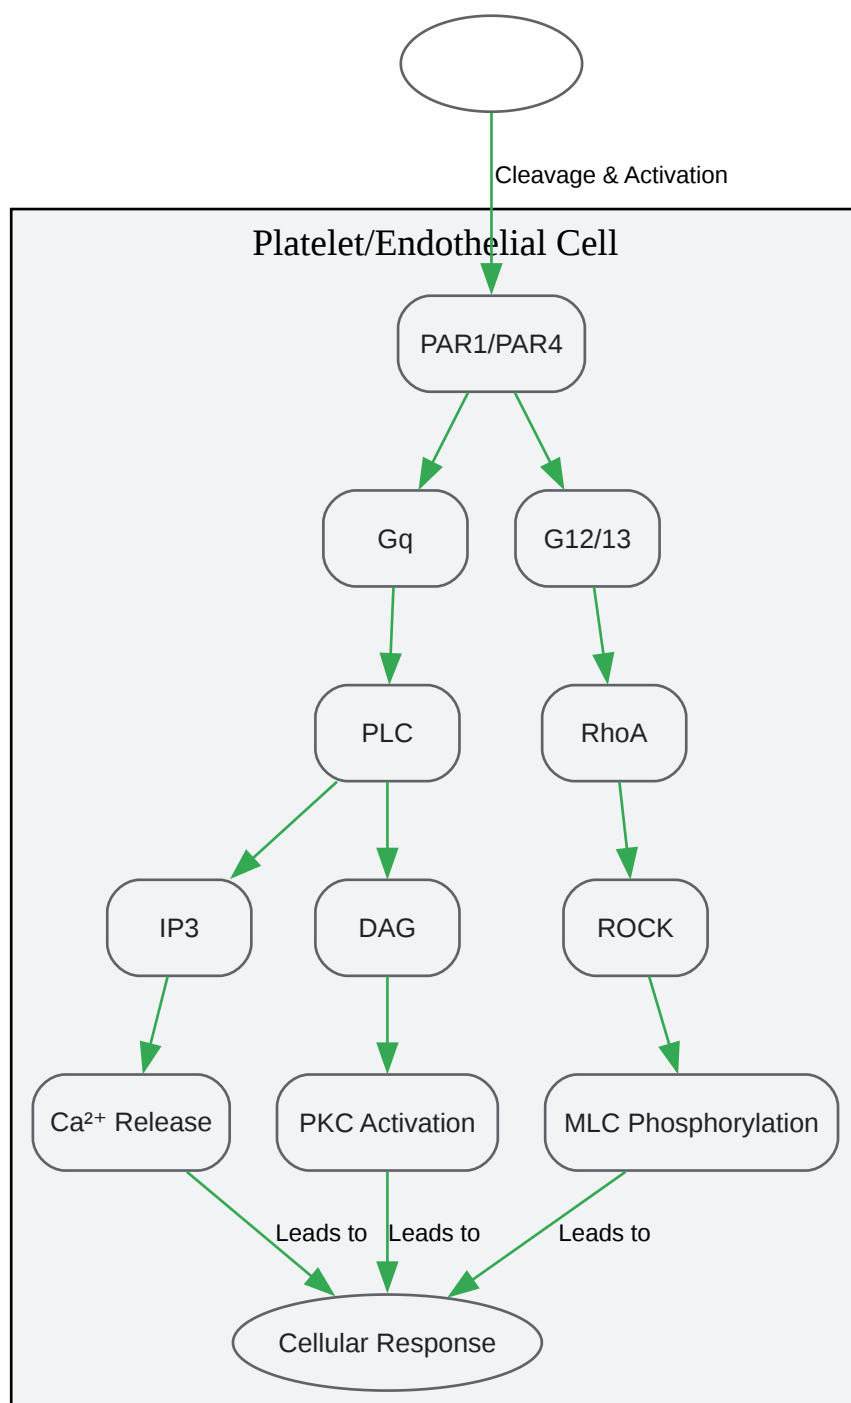 Cleavage & Activation
Platelet/Endothelial Cell
PAR1/PAR4
Gq
G12/13
PLC
RhoA
IP3
DAG
ROCK
Ca²⁺ Release
PKC Activation
MLC Phosphorylation
Leads to
Leads to
Leads to
Cellular Response